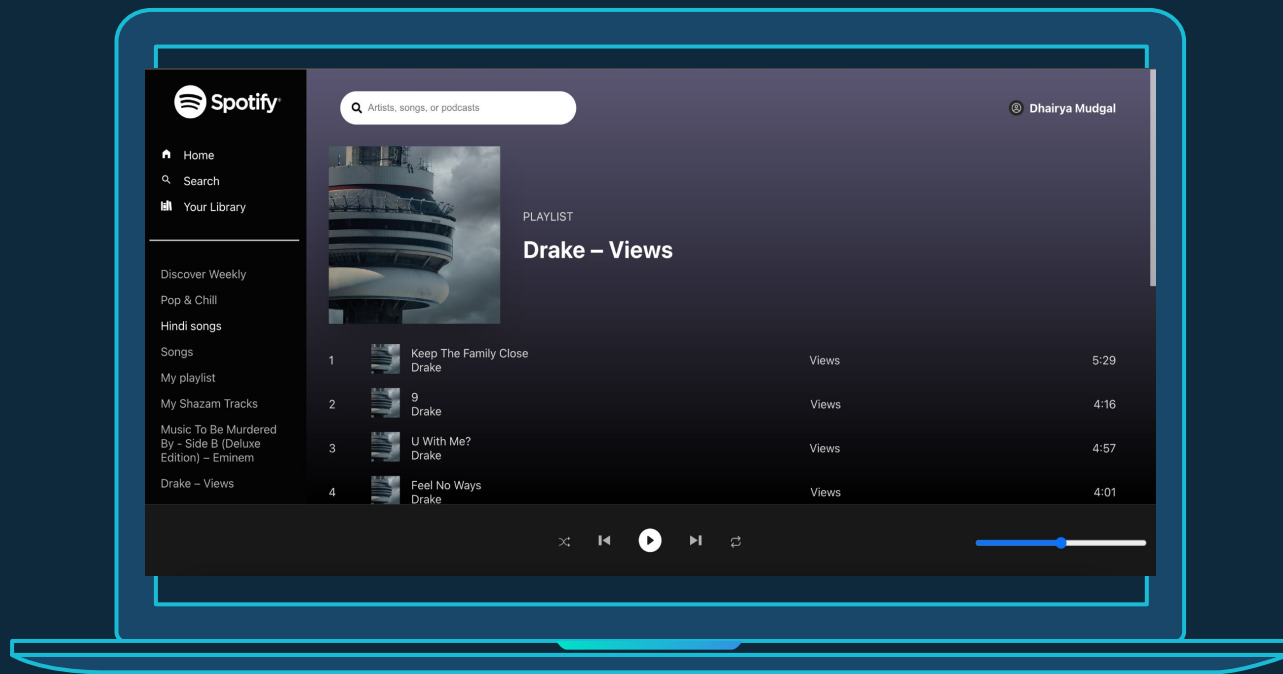 Spotify
Home
Search
Your Library
Discover Weekly
Pop & Chill
Hindi songs
Songs
My playlist
My Shazam Tracks
Music To Be Murdered
By - Side B (Deluxe
Edition) – Eminem
Drake – Views
Artists, songs, or podcasts
Dhairya Mudgal
PLAYLIST
Drake – Views
1 Keep The Family Close Views 5:29
Drake
2 9 Views 4:16
Drake
3 U With Me? Views 4:57
Drake
4 Feel No Ways Views 4:01
Drake